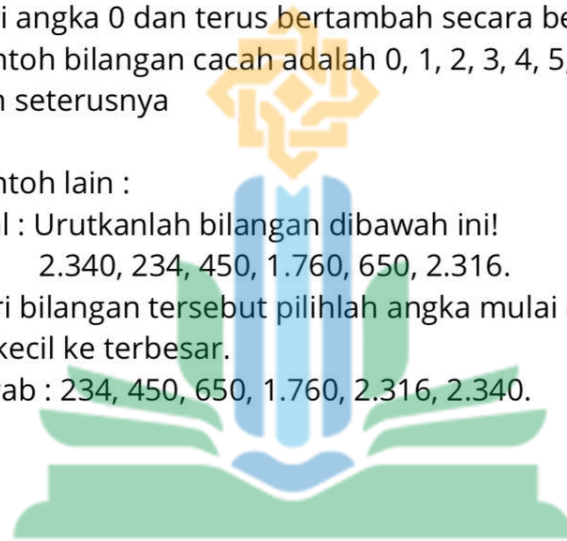 i angka 0 dan terus bertambah secara be
ntoh bilangan cacah adalah 0, 1, 2, 3, 4, 5,
n seterusnya
ntoh lain :
l : Urutkanlah bilangan dibawah ini!
2.340, 234, 450, 1.760, 650, 2.316.
ri bilangan tersebut pilihlah angka mulai
kecil ke terbesar.
ab : 234, 450, 650, 1.760, 2.316, 2.340.